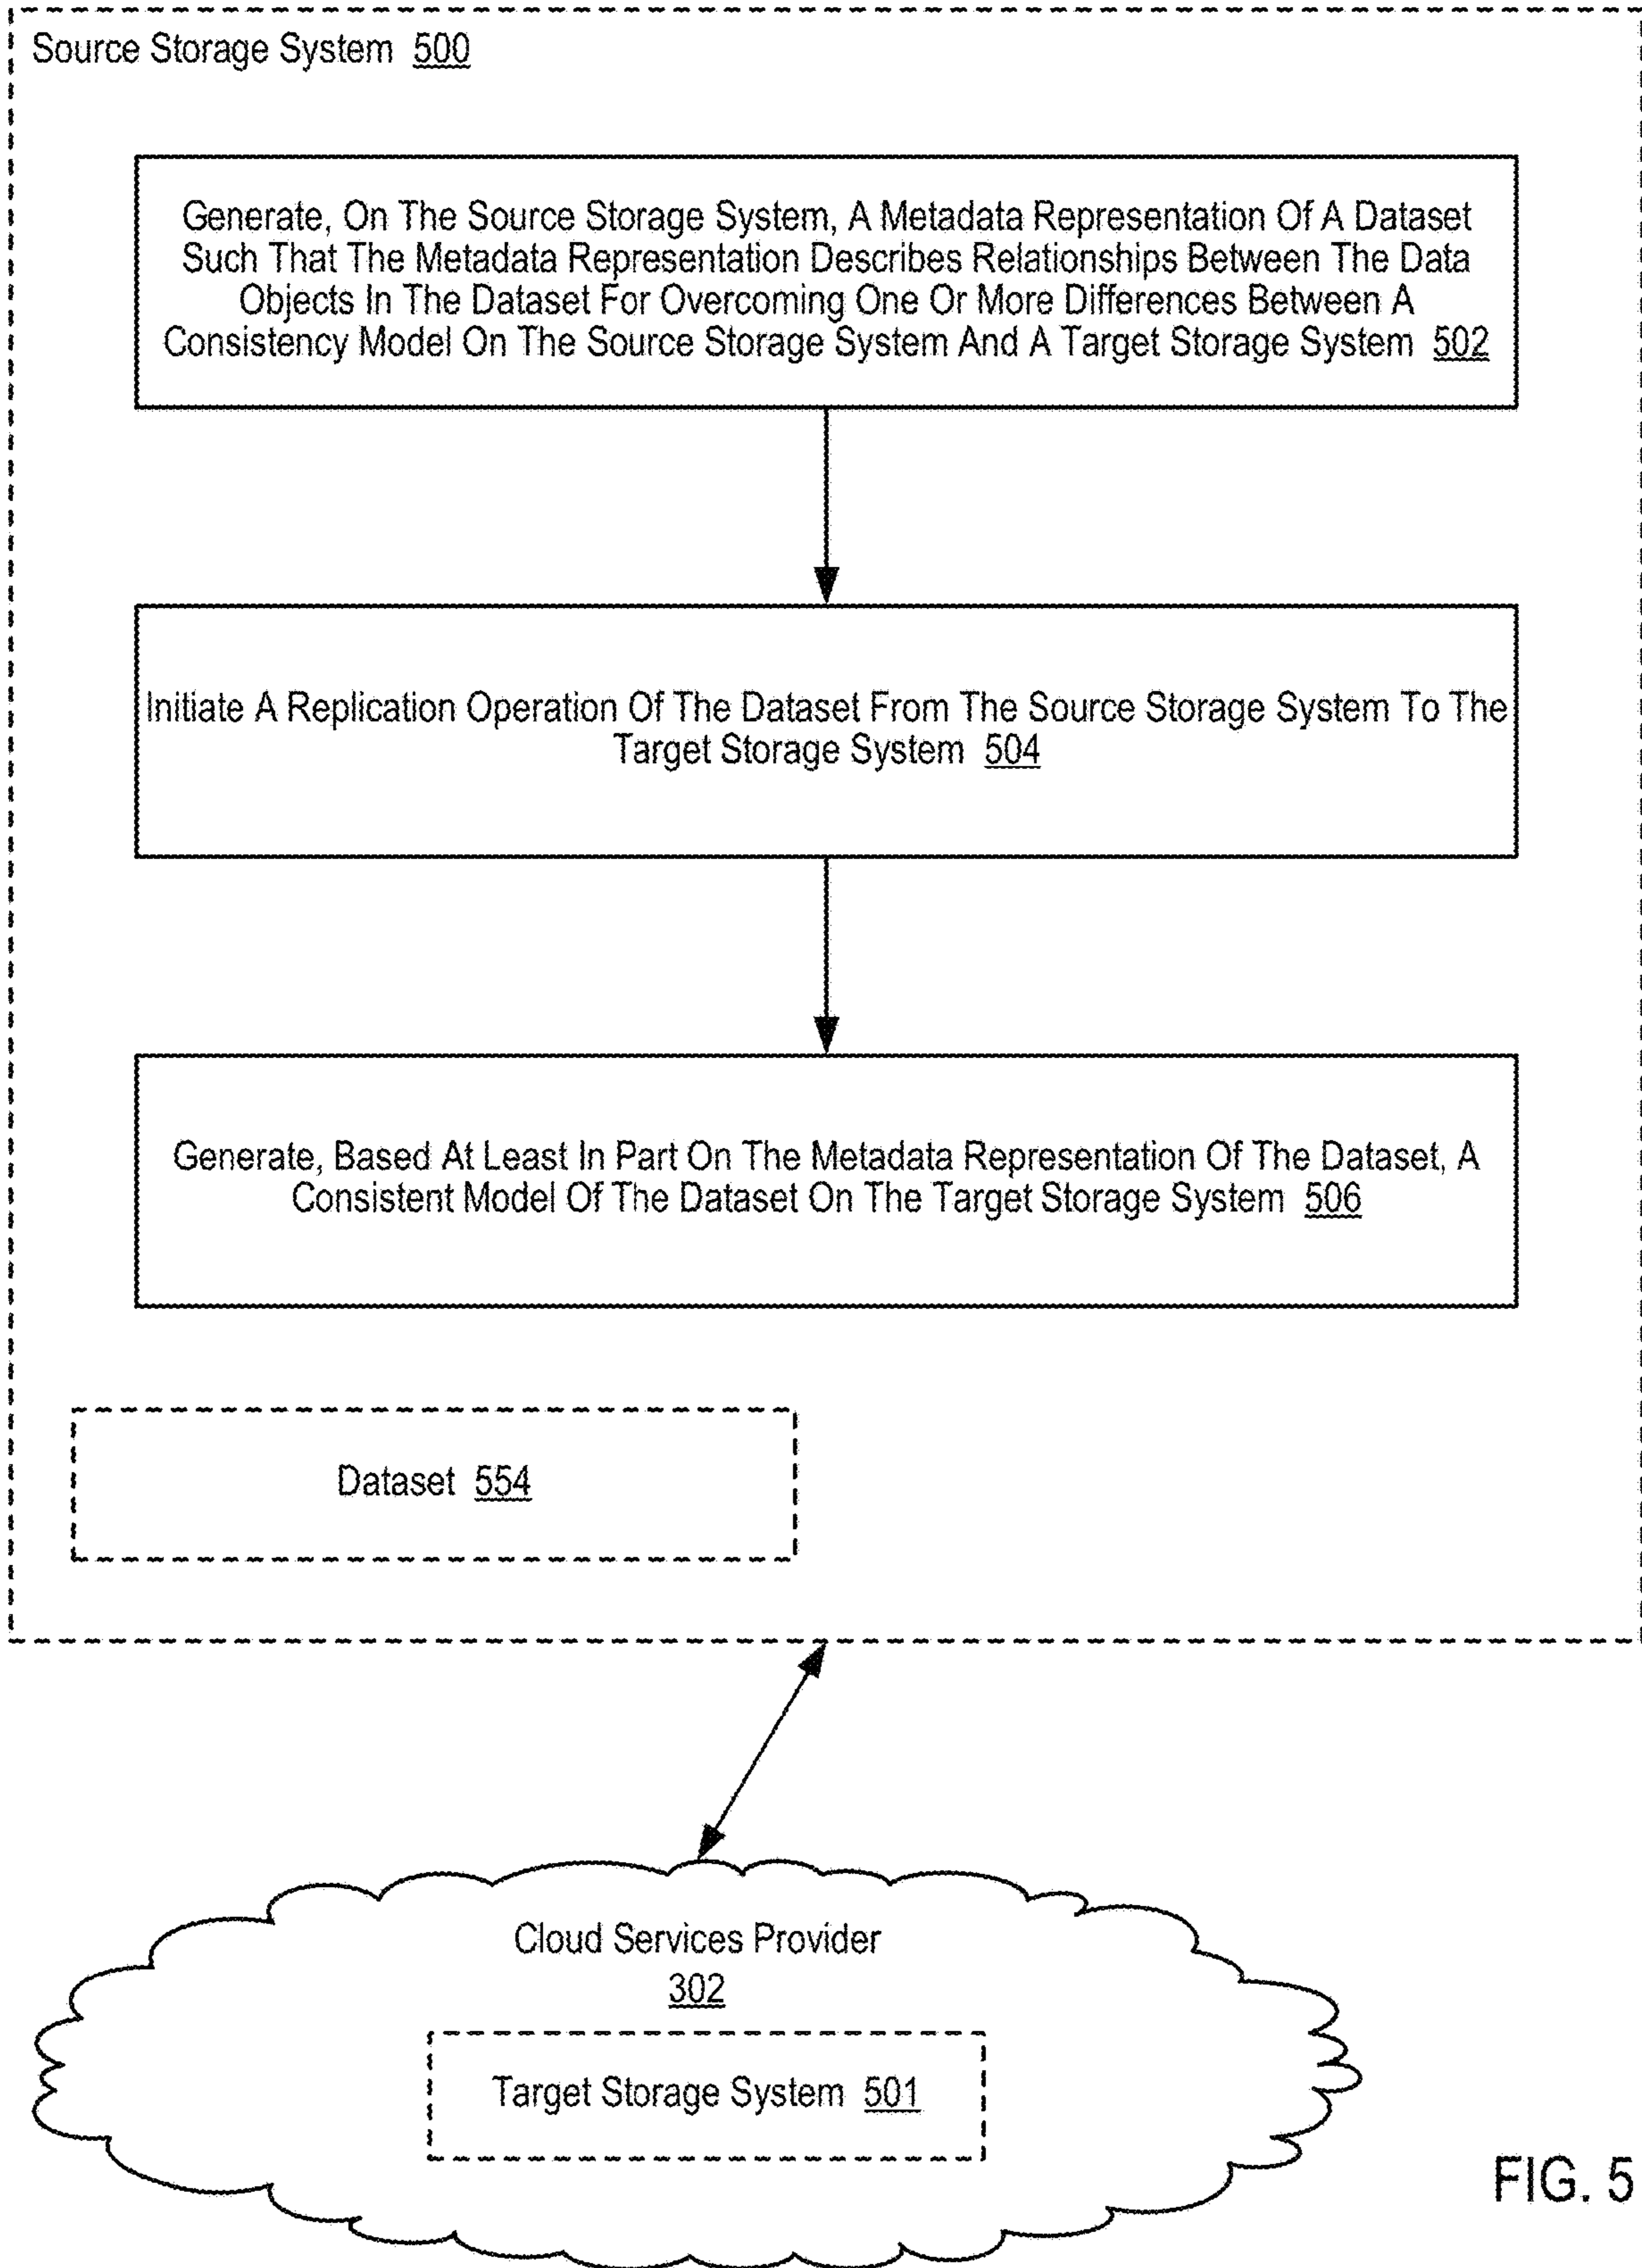 Source Storage System 500
Generate, On The Source Storage System, A Metadata Representation Of A Dataset
Such That The Metadata Representation Describes Relationships Between The Data
Objects In The Dataset For Overcoming One Or More Differences Between A
Consistency Model On The Source Storage System And A Target Storage System 502
Initiate A Replication Operation Of The Dataset From The Source Storage System To The
Target Storage System 504
Generate, Based At Least In Part On The Metadata Representation Of The Dataset, A
Consistent Model Of The Dataset On The Target Storage System 506
Dataset 554
Cloud Services Provider
302
Target Storage System 501
FIG. 5